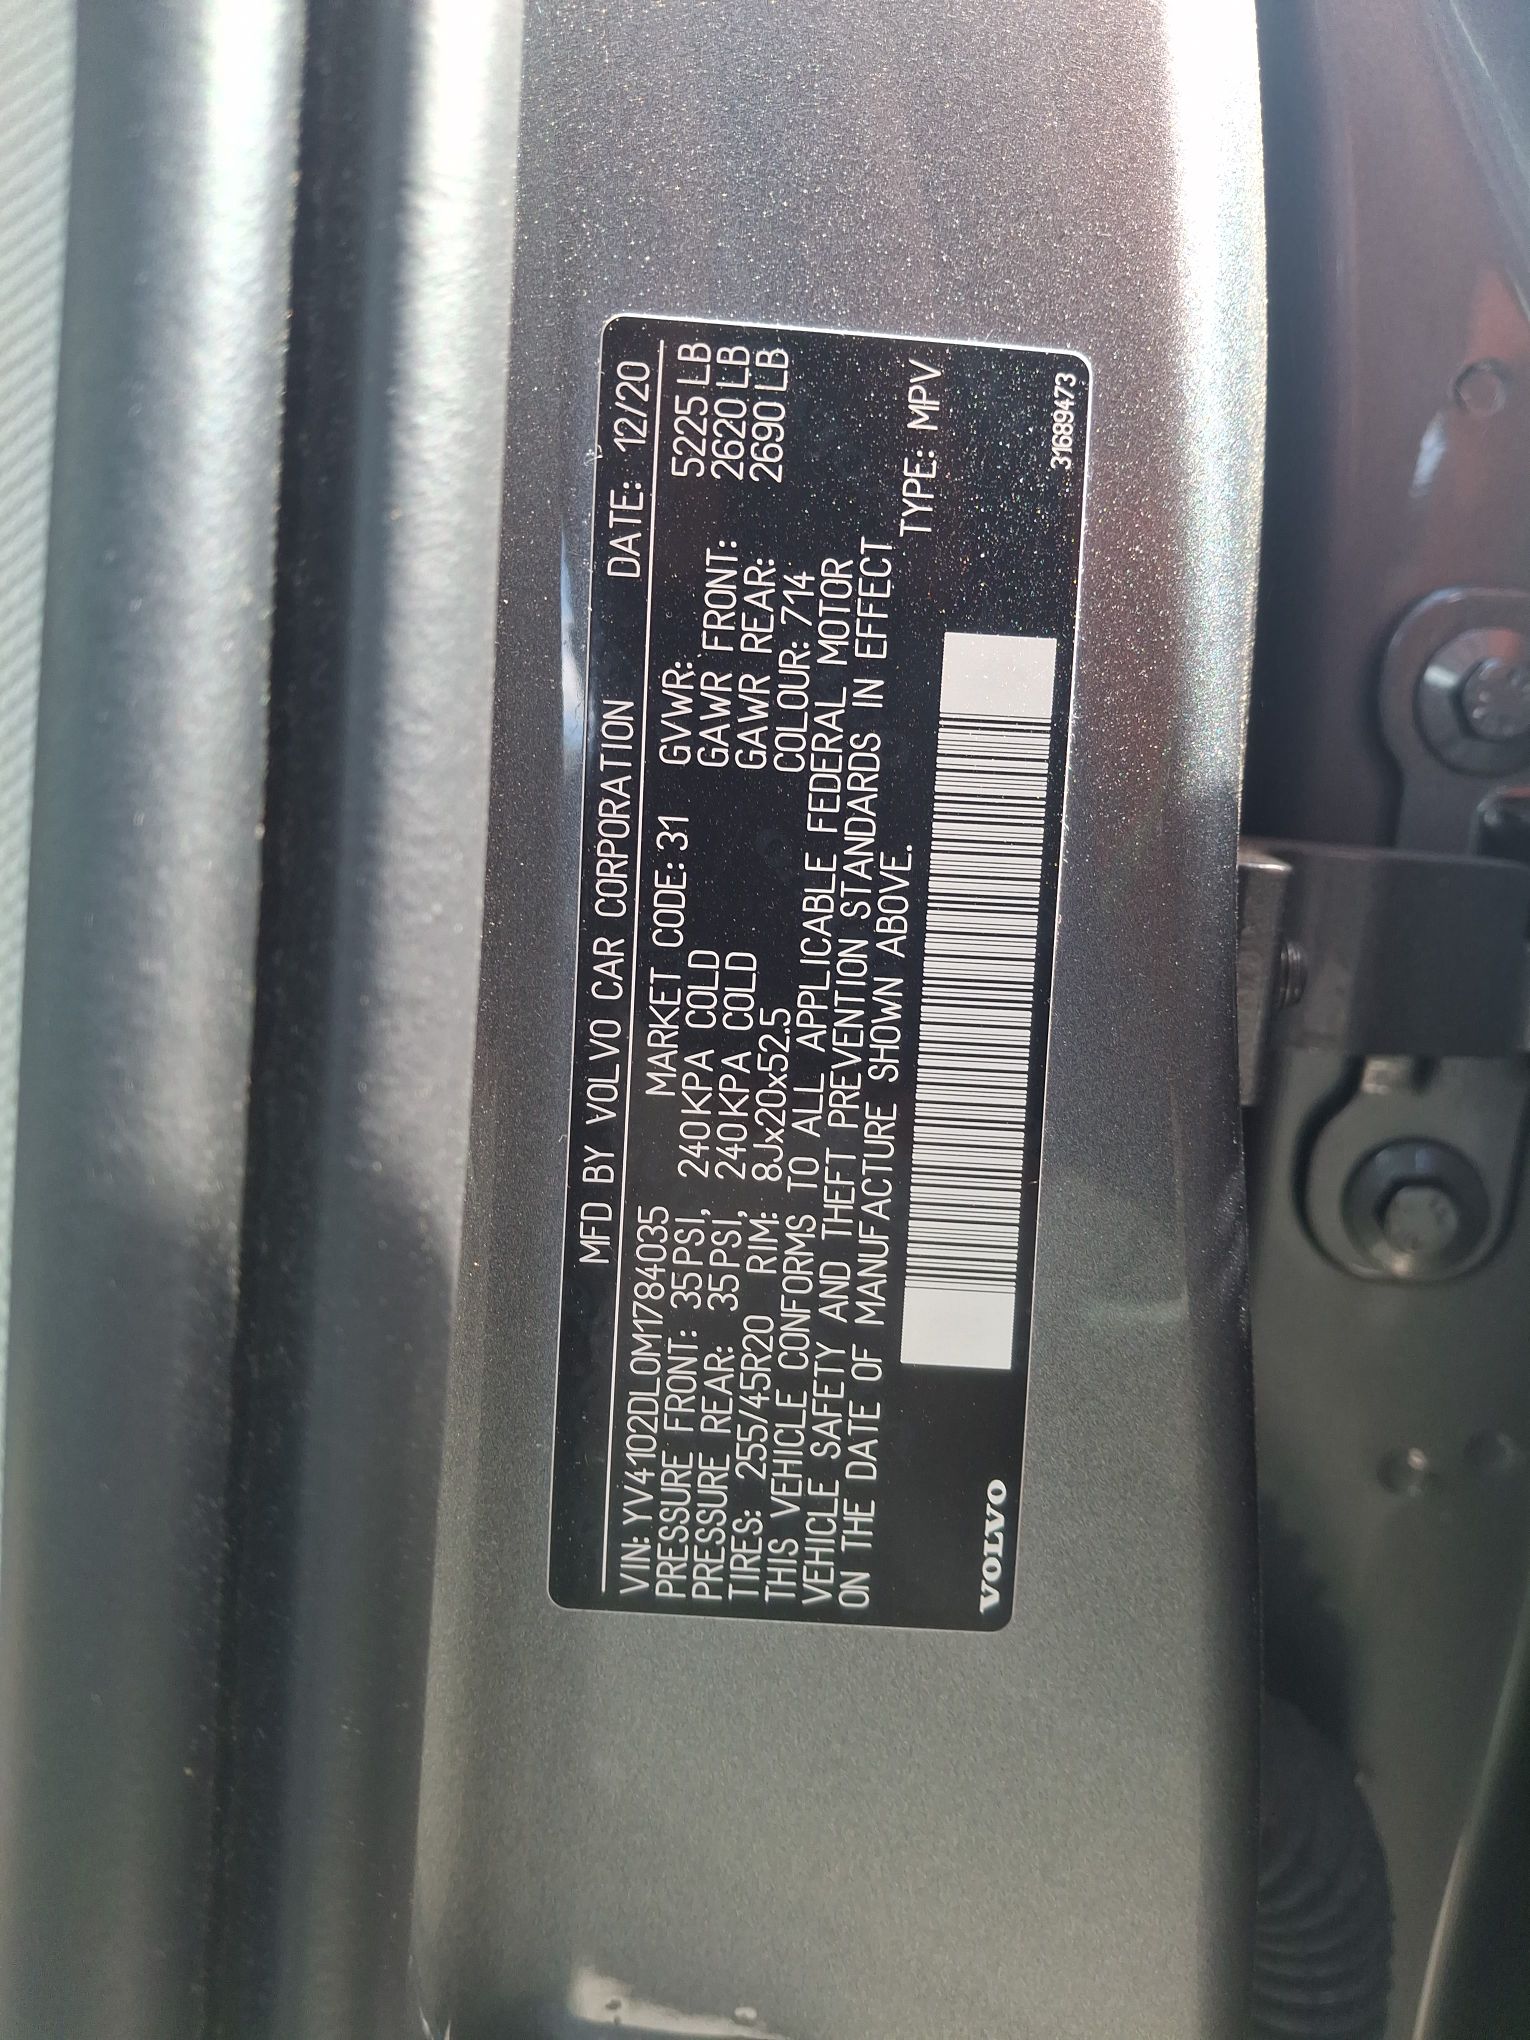 MFD BY VOLVO CAR CORPORATION DATE: 12/20
VIN: YV4102DL0M1784035 MARKET CODE: 31 GVWR: 5225 LB
PRESSURE FRONT: 35PSI, 240KPA COLD GAWR FRONT: 2620 LB
PRESSURE REAR: 35PSI, 240KPA COLD GAWR REAR: 2690 LB
TIRES: 255/45R20 RIM: 8Jx20x52.5 COLOUR: 714
THIS VEHICLE CONFORMS TO ALL APPLICABLE FEDERAL MOTOR
VEHICLE SAFETY AND THEFT PREVENTION STANDARDS IN EFFECT
ON THE DATE OF MANUFACTURE SHOWN ABOVE. TYPE: MPV
VOLVO 31689473